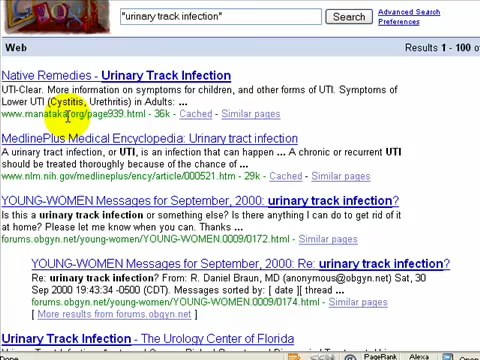 "urinary track infection"
Search
Advanced Search
Preferences
Web
Results 1 - 100 of
Native Remedies - Urinary Track Infection
UTI-Clear. More information on symptoms for children, and other forms of UTI. Symptoms of
Lower UTI (Cystitis, Urethritis) in Adults: ...
www.manataka.org/page939.html - 36k - Cached - Similar pages
MedlinePlus Medical Encyclopedia: Urinary tract infection
A urinary tract infection, or UTI, is an infection that can happen ... A chronic or recurrent UTI
should be treated thoroughly because of the chance of ...
www.nlm.nih.gov/medlineplus/ency/article/000521.htm - 29k - Cached - Similar pages
YOUNG-WOMEN Messages for September, 2000: urinary track infection?
Is this a urinary track infection or something else? Is there anything I can do to get rid of it
at home? Please let me know when you can. Thanks ...
forums.obgyn.net/young-women/YOUNG-WOMEN.0009/0172.html - Similar pages
YOUNG-WOMEN Messages for September, 2000: Re: urinary track infection?
Re: urinary track infection? From: R. Daniel Braun, MD (anonymous@obgyn.net) Sat, 30
Sep 2000 19:43:34 -0500 (CDT). Messages sorted by: [ date ][ thread ...
forums.obgyn.net/young-women/YOUNG-WOMEN.0009/0174.html - Similar pages
[ More results from forums.obgyn.net ]
Urinary Track Infection - The Urology Center of Florida
Done
PageRank
Alexa